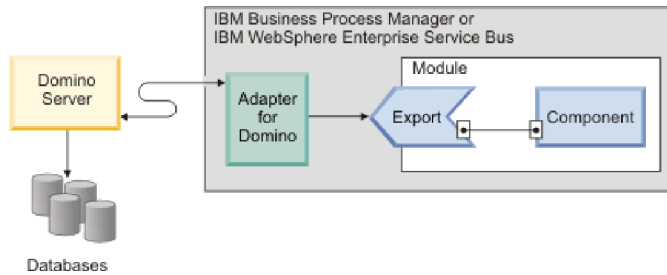 IBM Business Process Manager or
IBM WebSphere Enterprise Service Bus
Module
Domino
Server
Adapter
for
Domino
Export
Component
Databases